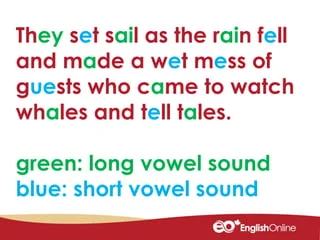 They set sail as the rain fell
and made a wet mess of
guests who came to watch
whales and tell tales.
green: long vowel sound
blue: short vowel sound
EnglishOnline